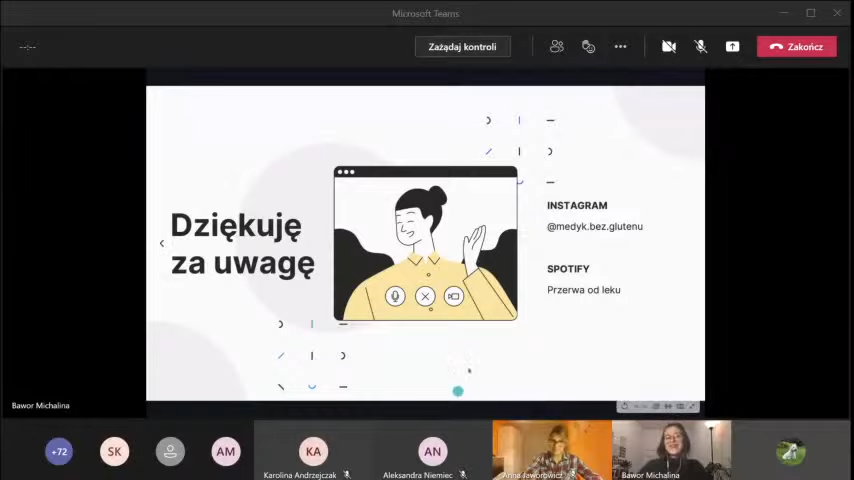 Microsoft Teams
--:--
Zażądaj kontroli
Zakończ
Dziękuję
za uwagę
INSTAGRAM
@medyk.bez.glutenu
SPOTIFY
Przerwa od leku
Bawor Michalina
+72
SK
AM
KA
AN
Karolina Andrzejczak
Aleksandra Niemiec
Anna Jaworowicz
Bawor Michalina